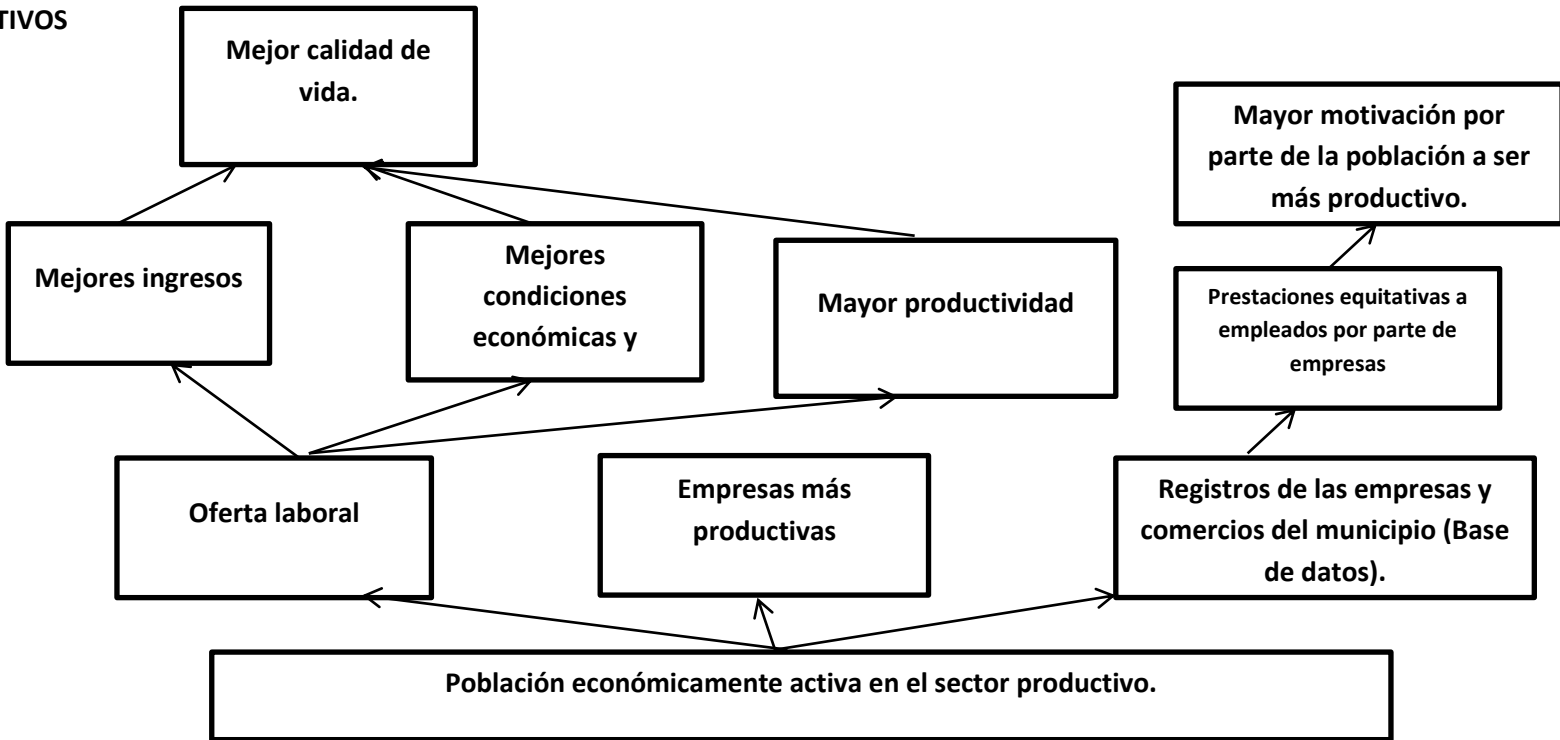 TIVOS
Mejor calidad de
vida.
Mayor motivación por
parte de la población a ser
más productivo.
Mejores ingresos
Mejores
condiciones
económicas y
Mayor productividad
Prestaciones equitativas a
empleados por parte de
empresas
Oferta laboral
Empresas más
productivas
Registros de las empresas y
comercios del municipio (Base
de datos).
Población económicamente activa en el sector productivo.